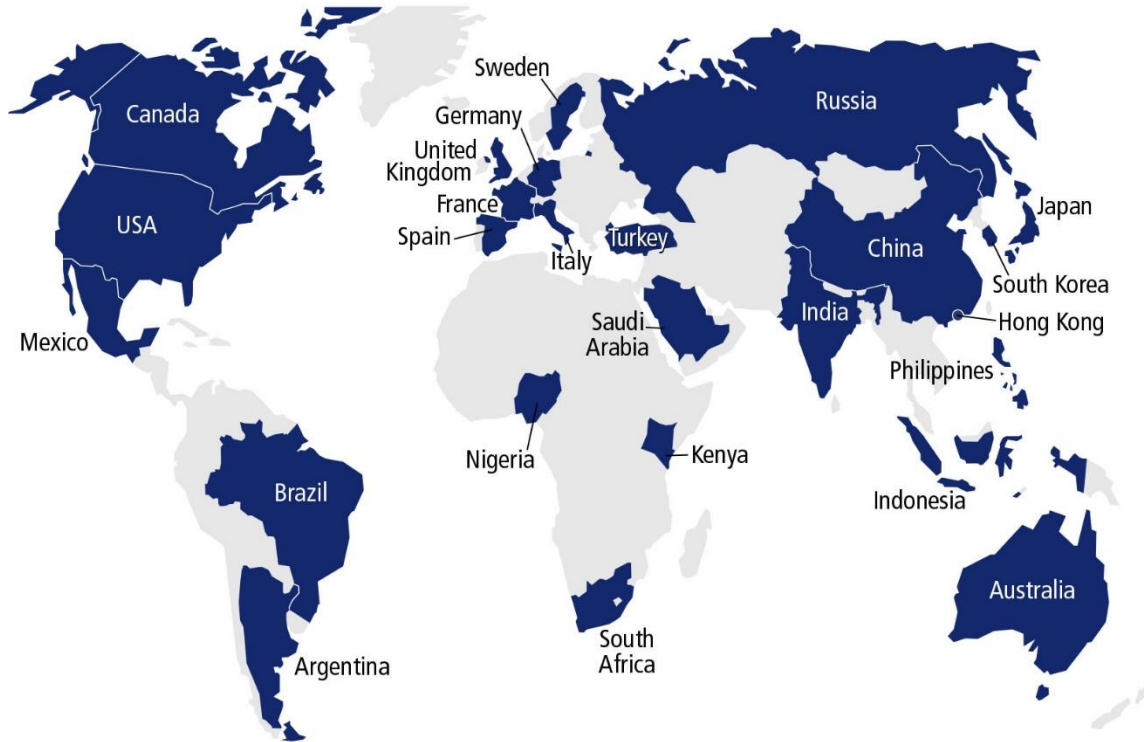 Sweden
Germany
United
Kingdom
France
Spain
Italy
Turkey
Russia
Canada
USA
Mexico
Japan
China
South Korea
Hong Kong
India
Saudi
Arabia
Philippines
Nigeria
Kenya
Indonesia
Brazil
Australia
South
Africa
Argentina